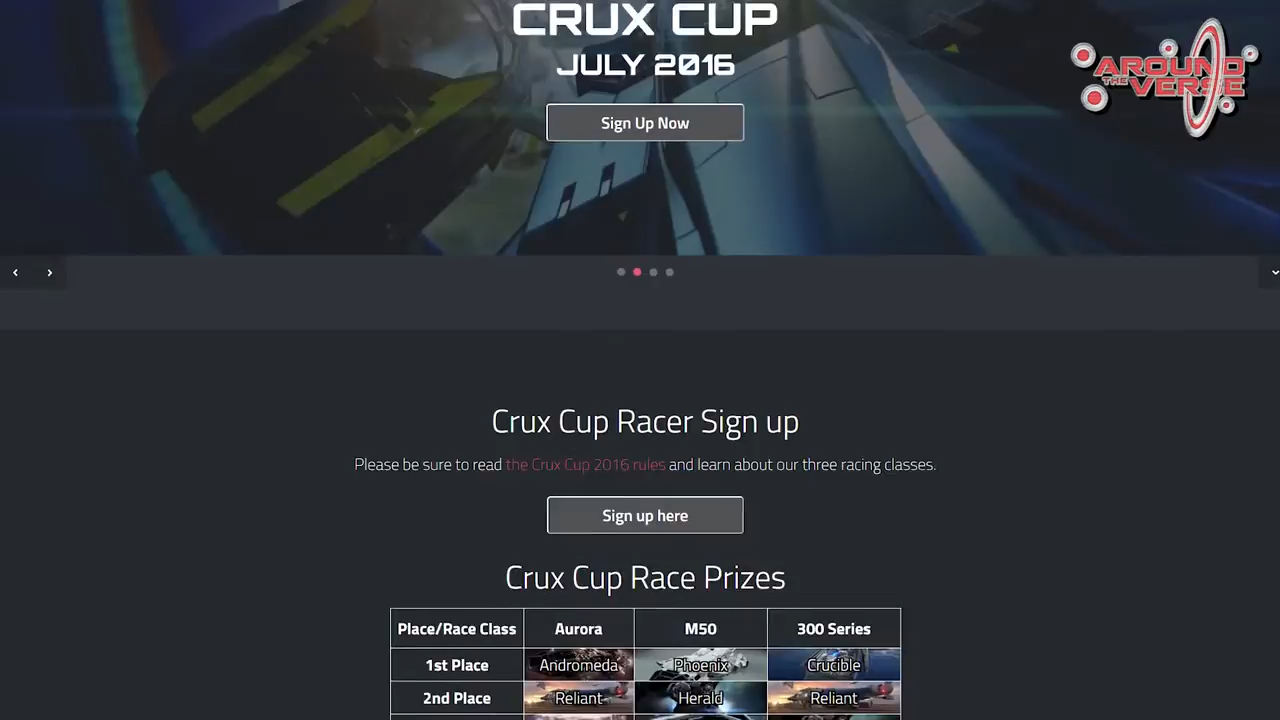 CRUX CUP
JULY 2016
AROUND
THE VERSE
Sign Up Now
Crux Cup Racer Sign up
Please be sure to read the Crux Cup 2016 rules and learn about our three racing classes.
Sign up here
Crux Cup Race Prizes
Place/Race Class Aurora M50 300 Series
1st Place Andromeda Phoenix Crucible
2nd Place Reliant Herald Reliant